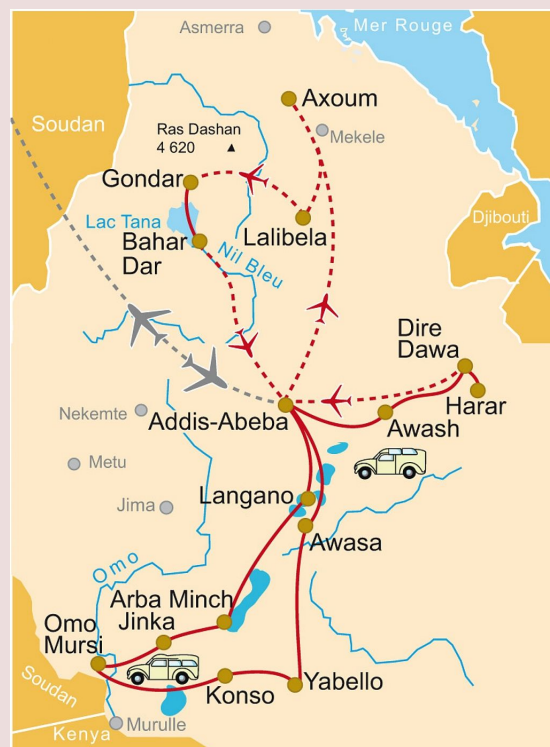 Asmerra
Mer Rouge
Axoum
Soudan
Ras Dashan
4 620
Mekele
Gondar
Lac Tana
Lalibela
Djibouti
Bahar
Dar
Nil Bleu
Dire
Dawa
Nekemte
Addis-Abeba
Harar
Awash
Metu
Langano
Jima
Awasa
Omo
Arba Minch
Jinka
Omo
Mursi
Soudan
Konso
Yabello
Murulle
Kenya